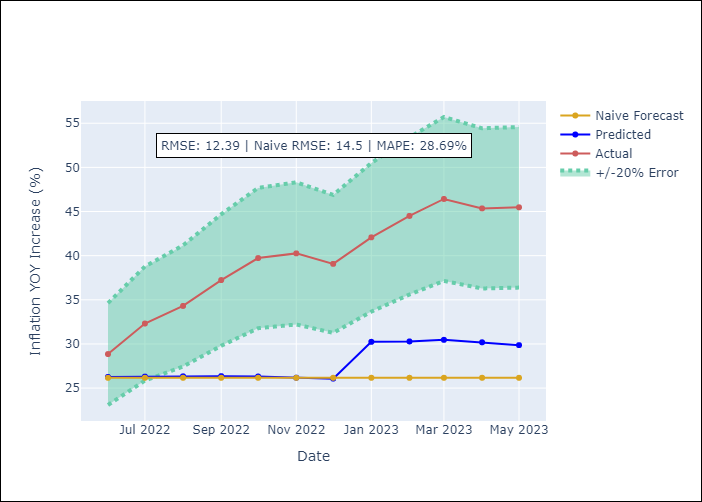 RMSE: 12.39 | Naive RMSE: 14.5 | MAPE: 28.69%
Naive Forecast
Predicted
Actual
+/-20% Error
Inflation YOY Increase (%)
55
50
45
40
35
30
25
Jul 2022
Sep 2022
Nov 2022
Jan 2023
Mar 2023
May 2023
Date